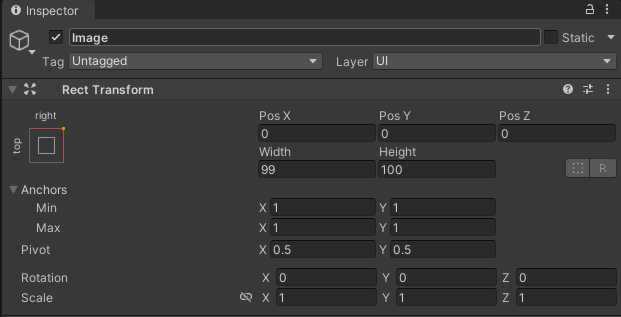 Inspector
Image
Static
Tag Untagged Layer UI
Rect Transform
right
top
Pos X Pos Y Pos Z
0 0 0
Width Height
99 100
R
Anchors
Min X 1 Y 1
Max X 1 Y 1
Pivot X 0.5 Y 0.5
Rotation X 0 Y 0 Z 0
Scale X 1 Y 1 Z 1